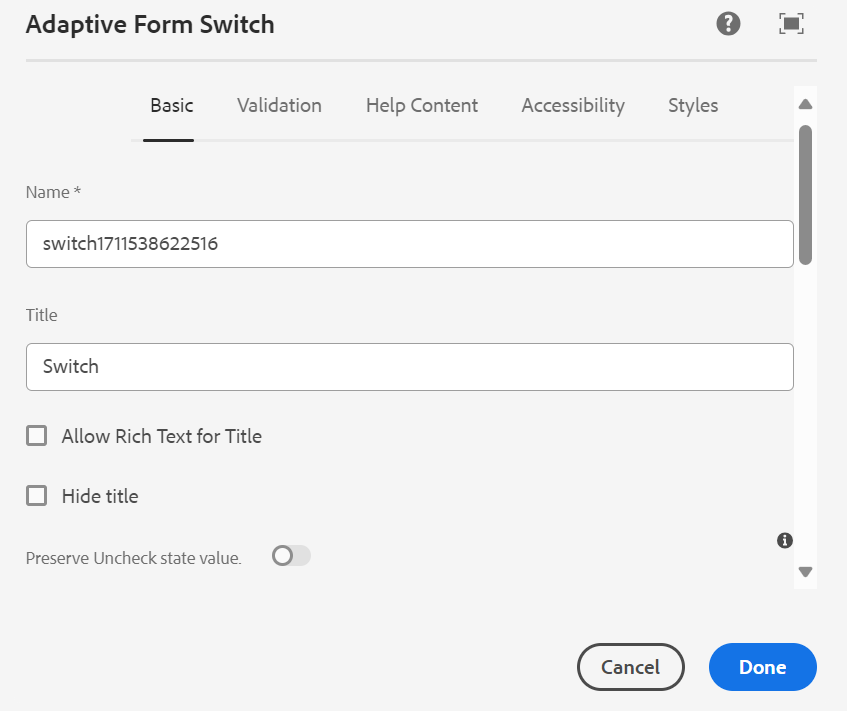 Adaptive Form Switch
Basic Validation Help Content Accessibility Styles
Name *
switch1711538622516
Title
Switch
Allow Rich Text for Title
Hide title
Preserve Uncheck state value.
Cancel Done